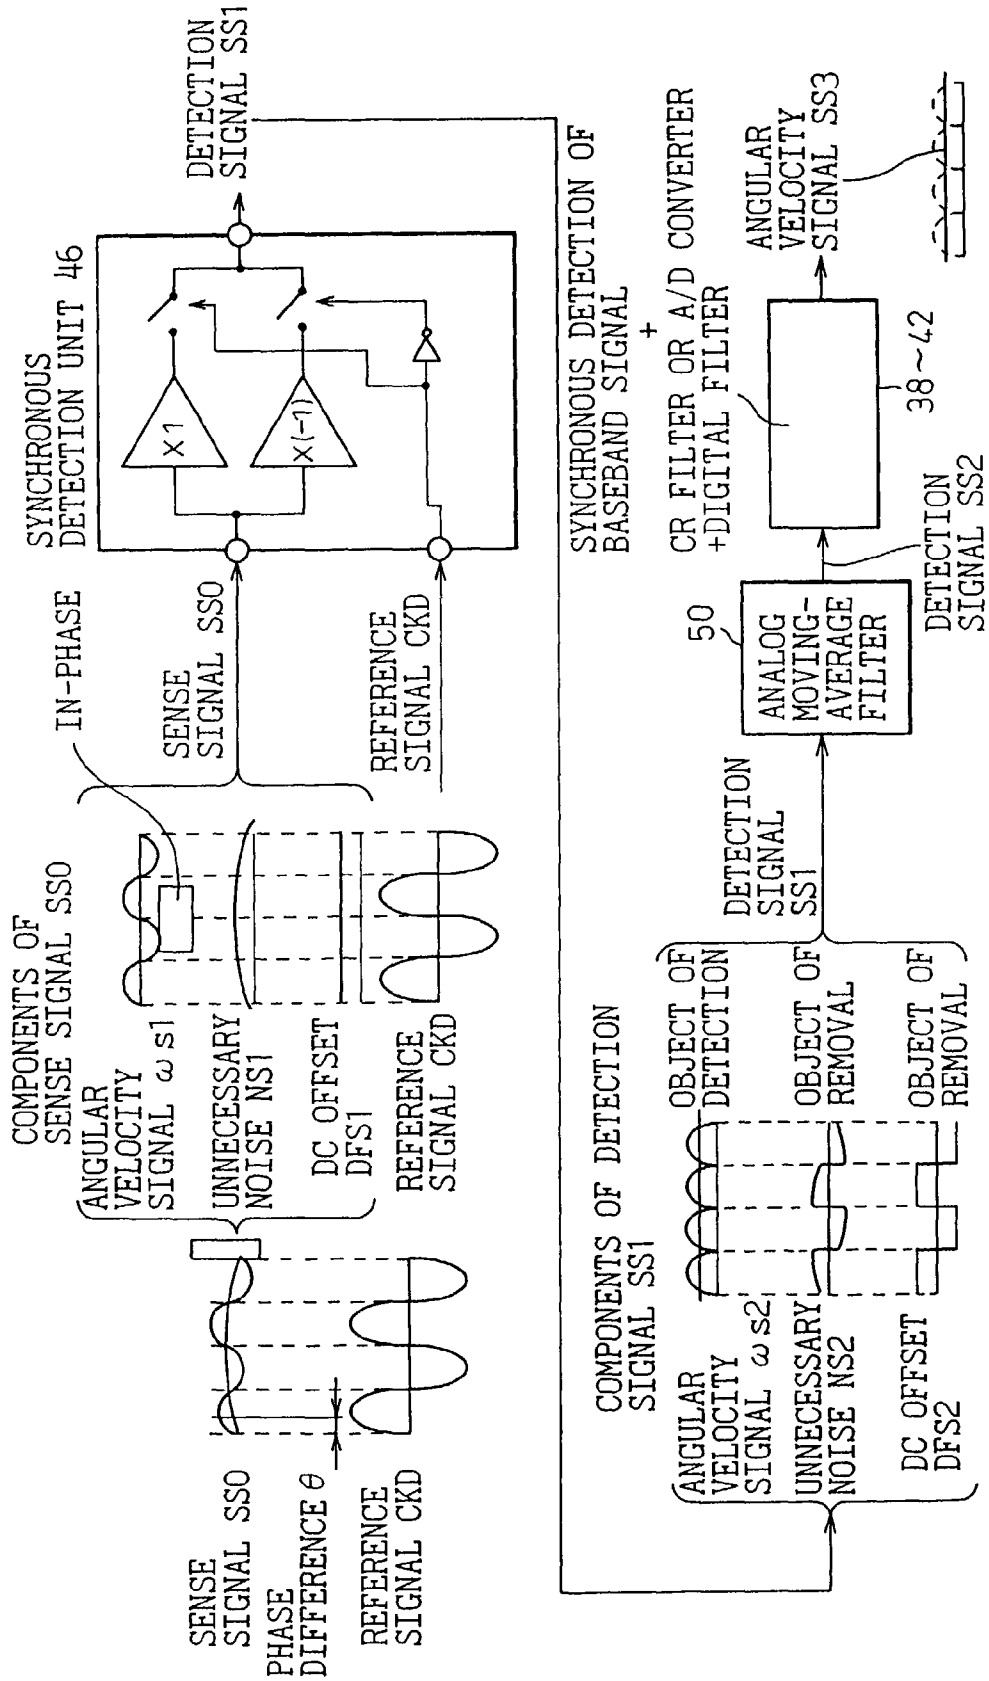 SENSE
SIGNAL SS0
PHASE
DIFFERENCE θ
REFERENCE
SIGNAL CKD
COMPONENTS OF
SENSE SIGNAL SS0
ANGULAR
VELOCITY
SIGNAL ωs1
UNNECESSARY
NOISE NS1
DC OFFSET
DFS1
REFERENCE
SIGNAL CKD
IN-PHASE
SENSE
SIGNAL SS0
REFERENCE
SIGNAL CKD
SYNCHRONOUS
DETECTION UNIT 46
X1
X(-1)
DETECTION
SIGNAL SS1
COMPONENTS OF DETECTION
SIGNAL SS1
ANGULAR
VELOCITY
SIGNAL ωs2
UNNECESSARY
NOISE NS2
DC OFFSET
DFS2
OBJECT OF
DETECTION
OBJECT OF
REMOVAL
OBJECT OF
REMOVAL
DETECTION
SIGNAL
SS1
50
ANALOG
MOVING-
AVERAGE
FILTER
DETECTION
SIGNAL SS2
SYNCHRONOUS DETECTION OF
BASEBAND SIGNAL
+
CR FILTER OR A/D CONVERTER
+DIGITAL FILTER
38~42
ANGULAR
VELOCITY
SIGNAL SS3